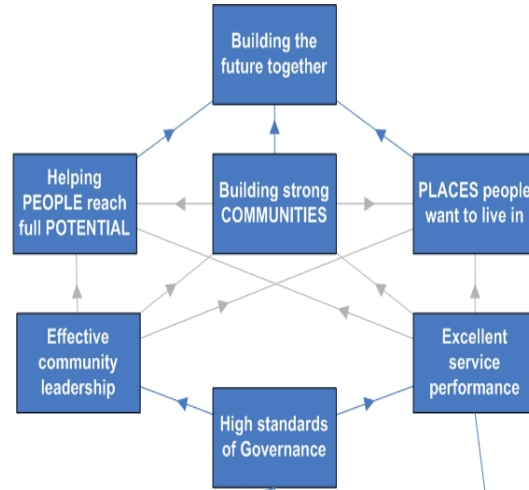 Building the
future together
Helping
PEOPLE reach
full POTENTIAL
Building strong
COMMUNITIES
PLACES people
want to live in
Effective
community
leadership
Excellent
service
performance
High standards
of Governance